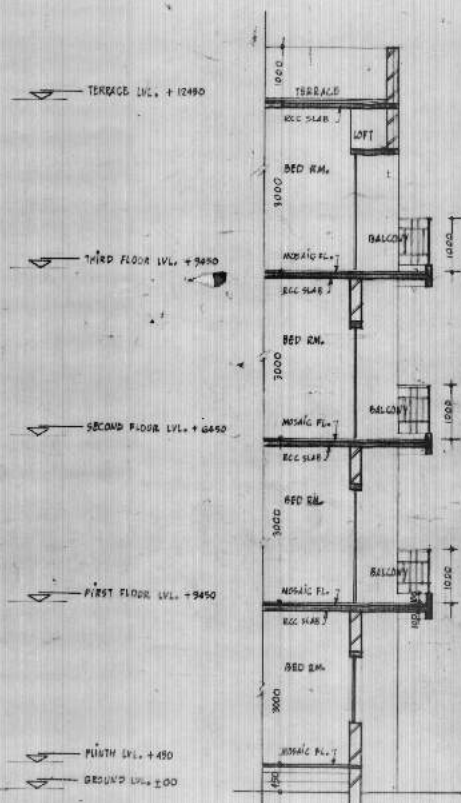 1000
TERRACE LVL. + 12450
TERRACE
RCC SLAB
LOFT
BED RM.
3000
BALCONY
1000
THIRD FLOOR LVL. + 9450
MOSAIC FL.
RCC SLAB
BED RM.
3000
BALCONY
1000
SECOND FLOOR LVL. + 6450
MOSAIC FL.
RCC SLAB
BED RM.
3000
BALCONY
1000
FIRST FLOOR LVL. +9450
MOSAIC FL.
RCC SLAB
100
BED RM.
3000
PLINTH LVL. +450
MOSAIC FL.
GROUND LVL. ±00
450